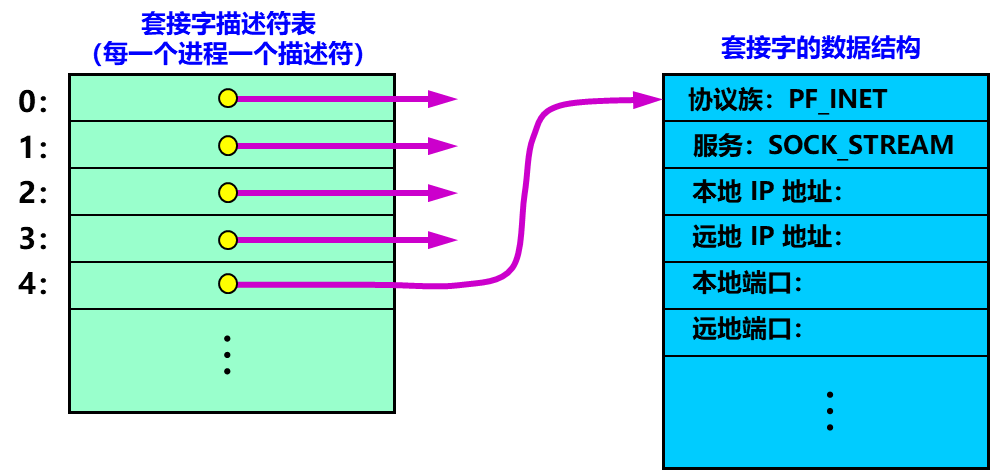 套接字描述符表
（每一个进程一个描述符）
0：
1：
2：
3：
4：
套接字的数据结构
协议族：PF_INET
服务：SOCK_STREAM
本地 IP 地址：
远地 IP 地址：
本地端口：
远地端口：